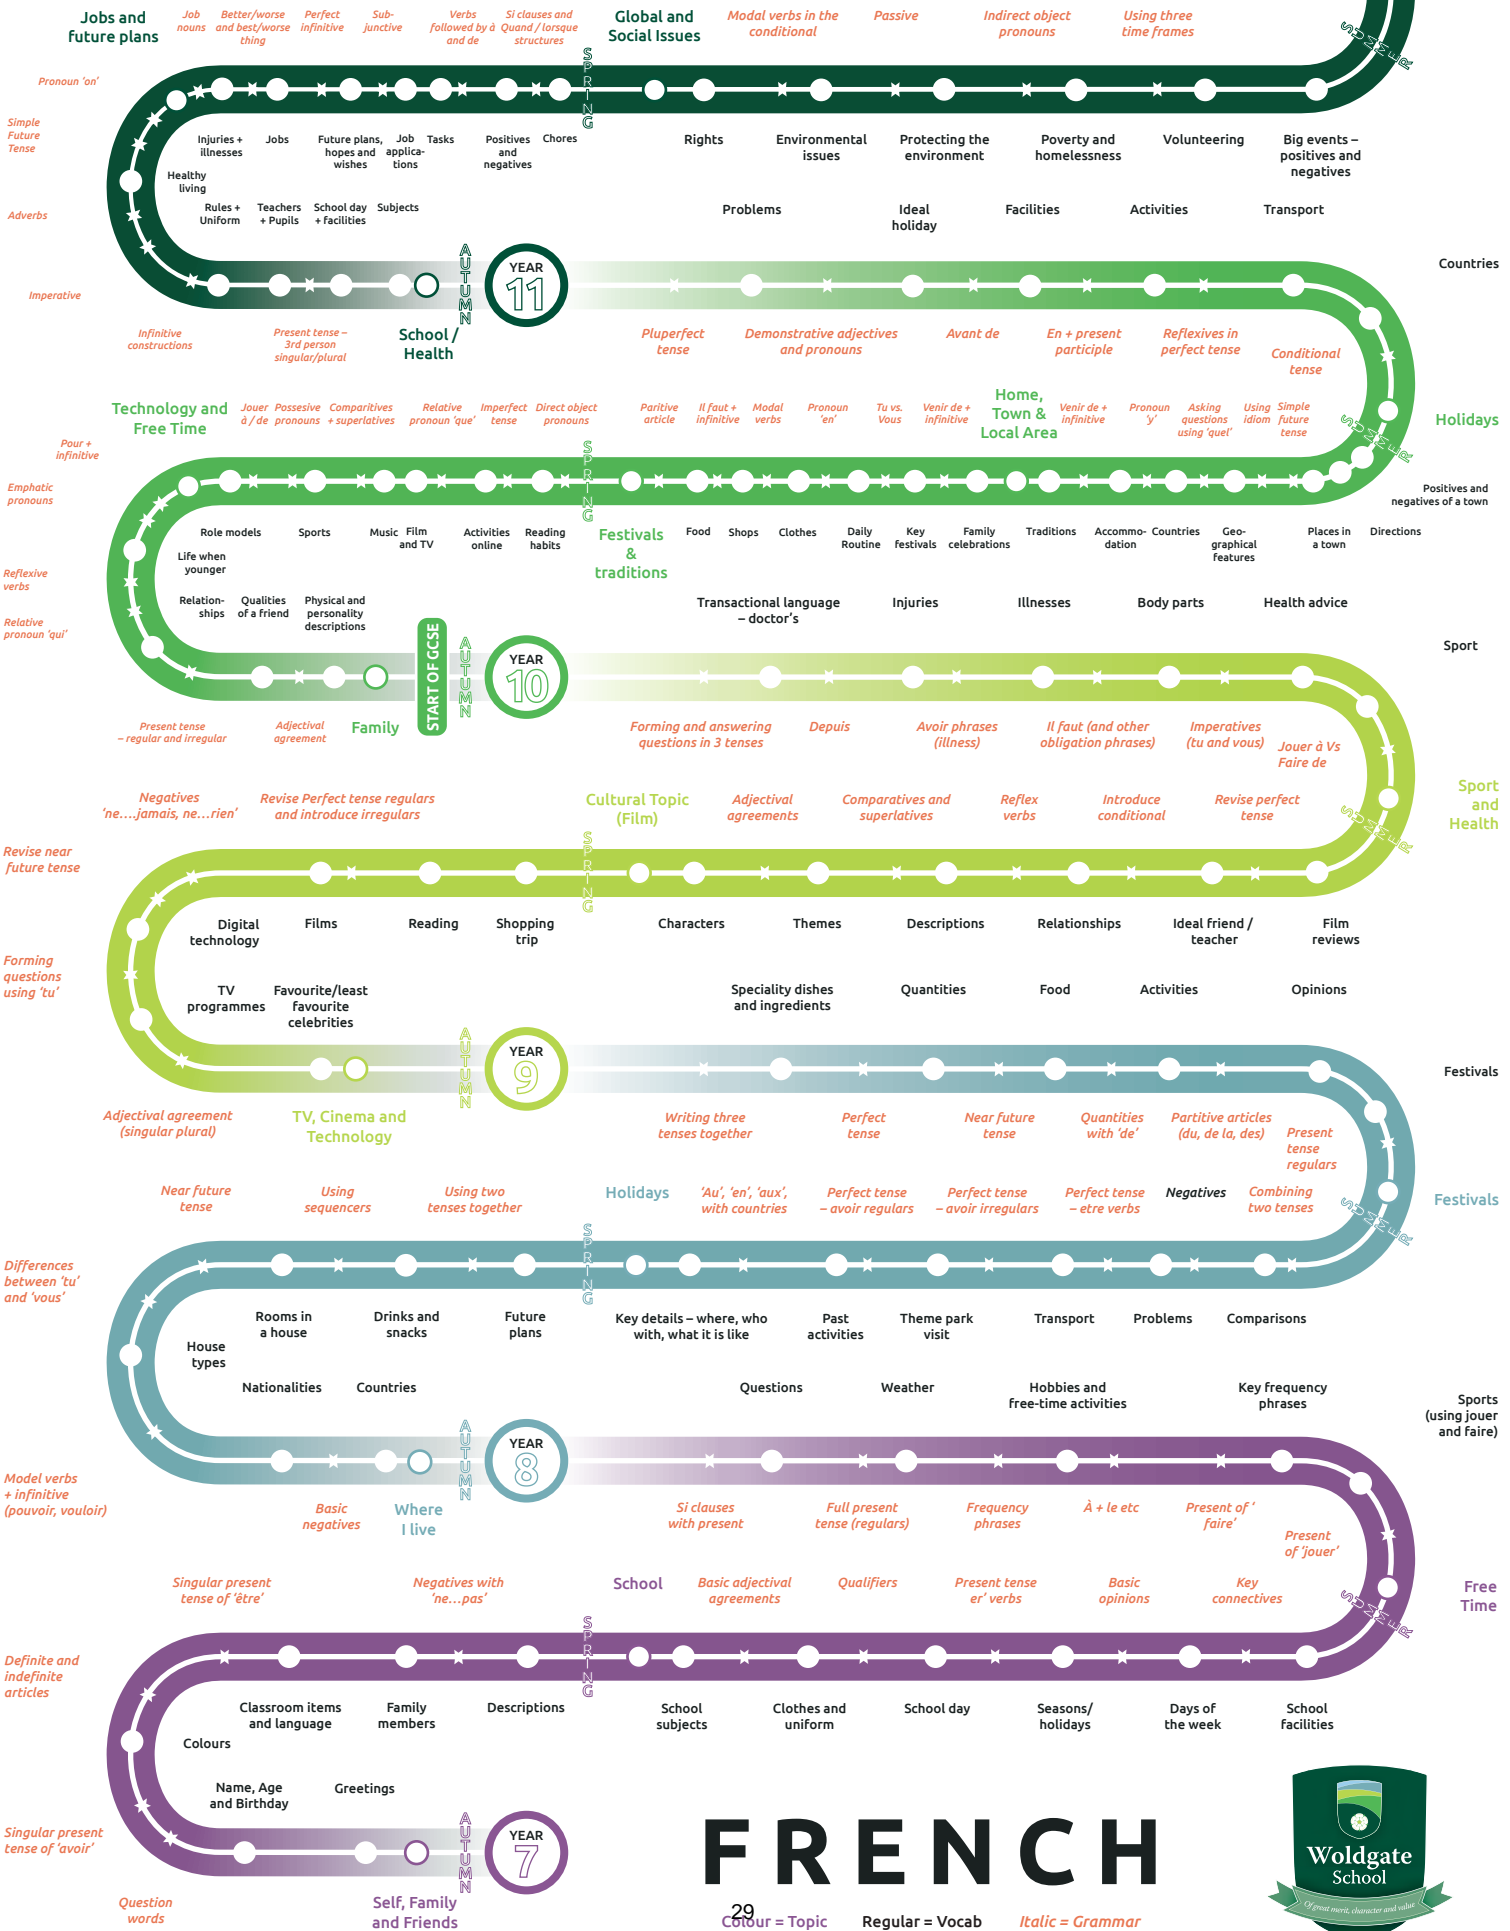 Jobs and
future plans
Job
nouns
Better/worse
and best/worse
thing
Perfect
infinitive
Sub-
junctive
Verbs
followed by à
and de
Si clauses and
Quand / lorsque
structures
Global and
Social Issues
Modal verbs in the
conditional
Passive
Indirect object
pronouns
Using three
time frames
SUMMER
SPRING
Pronoun ‘on’
Simple
Future
Tense
Adverbs
Imperative
Injuries +
illnesses
Jobs
Future plans,
hopes and
wishes
Job
applica-
tions
Tasks
Positives
and
negatives
Chores
Rights
Environmental
issues
Protecting the
environment
Poverty and
homelessness
Volunteering
Big events –
positives and
negatives
Healthy
living
Rules +
Uniform
Teachers
+ Pupils
School day
+ facilities
Subjects
Problems
Ideal
holiday
Facilities
Activities
Transport
Countries
AUTUMN
YEAR
11
Infinitive
constructions
Present tense –
3rd person
singular/plural
School /
Health
Pluperfect
tense
Demonstrative adjectives
and pronouns
Avant de
En + present
participle
Reflexives in
perfect tense
Conditional
tense
Technology and
Free Time
Jouer
à / de
Possesive
pronouns
Comparitives
+ superlatives
Relative
pronoun ‘que’
Imperfect
tense
Direct object
pronouns
Paritive
article
Il faut +
infinitive
Modal
verbs
Pronoun
‘en’
Tu vs.
Vous
Venir de +
infinitive
Home,
Town &
Local Area
Venir de +
infinitive
Pronoun
‘y’
Asking
questions
using ‘quel’
Using
idiom
Simple
future
tense
SUMMER
Holidays
SPRING
Pour +
infinitive
Emphatic
pronouns
Reflexive
verbs
Relative
pronoun ‘qui’
Positives and
negatives of a town
Role models
Sports
Music
Film
and TV
Activities
online
Reading
habits
Festivals
&
traditions
Food
Shops
Clothes
Daily
Routine
Key
festivals
Family
celebrations
Traditions
Accommo-
dation
Countries
Geo-
graphical
features
Places in
a town
Directions
Life when
younger
Relation-
ships
Qualities
of a friend
Physical and
personality
descriptions
Transactional language
– doctor’s
Injuries
Illnesses
Body parts
Health advice
Sport
START OF GCSE
AUTUMN
YEAR
10
Present tense
– regular and irregular
Adjectival
agreement
Family
Forming and answering
questions in 3 tenses
Depuis
Avoir phrases
(illness)
Il faut (and other
obligation phrases)
Imperatives
(tu and vous)
Jouer à Vs
Faire de
Negatives
‘ne....jamais, ne...rien’
Revise Perfect tense regulars
and introduce irregulars
Cultural Topic
(Film)
Adjectival
agreements
Comparatives and
superlatives
Reflex
verbs
Introduce
conditional
Revise perfect
tense
SUMMER
Sport
and
Health
SPRING
Revise near
future tense
Forming
questions
using ‘tu’
Digital
technology
Films
Reading
Shopping
trip
Characters
Themes
Descriptions
Relationships
Ideal friend /
teacher
Film
reviews
TV
programmes
Favourite/least
favourite
celebrities
Speciality dishes
and ingredients
Quantities
Food
Activities
Opinions
Festivals
AUTUMN
YEAR
9
Adjectival agreement
(singular plural)
TV, Cinema and
Technology
Writing three
tenses together
Perfect
tense
Near future
tense
Quantities
with ‘de’
Partitive articles
(du, de la, des)
Present
tense
regulars
Near future
tense
Using
sequencers
Using two
tenses together
Holidays
‘Au’, ‘en’, ‘aux’,
with countries
Perfect tense
– avoir regulars
Perfect tense
– avoir irregulars
Perfect tense
– etre verbs
Negatives
Combining
two tenses
SUMMER
Festivals
SPRING
Differences
between ‘tu’
and ‘vous’
House
types
Rooms in
a house
Drinks and
snacks
Future
plans
Key details – where, who
with, what it is like
Past
activities
Theme park
visit
Transport
Problems
Comparisons
Nationalities
Countries
Questions
Weather
Hobbies and
free-time activities
Key frequency
phrases
Sports
(using jouer
and faire)
AUTUMN
YEAR
8
Model verbs
+ infinitive
(pouvoir, vouloir)
Basic
negatives
Where
I live
Si clauses
with present
Full present
tense (regulars)
Frequency
phrases
À + le etc
Present of ‘
faire’
Present
of ‘jouer’
Singular present
tense of ‘être’
Negatives with
‘ne...pas’
School
Basic adjectival
agreements
Qualifiers
Present tense
er’ verbs
Basic
opinions
Key
connectives
SUMMER
Free
Time
SPRING
Definite and
indefinite
articles
Colours
Classroom items
and language
Family
members
Descriptions
School
subjects
Clothes and
uniform
School day
Seasons/
holidays
Days of
the week
School
facilities
Name, Age
and Birthday
Greetings
AUTUMN
YEAR
7
Singular present
tense of ‘avoir’
Question
words
Self, Family
and Friends
FRENCH
29
Colour = Topic
Regular = Vocab
Italic = Grammar
Woldgate
School
Of great merit, character and value